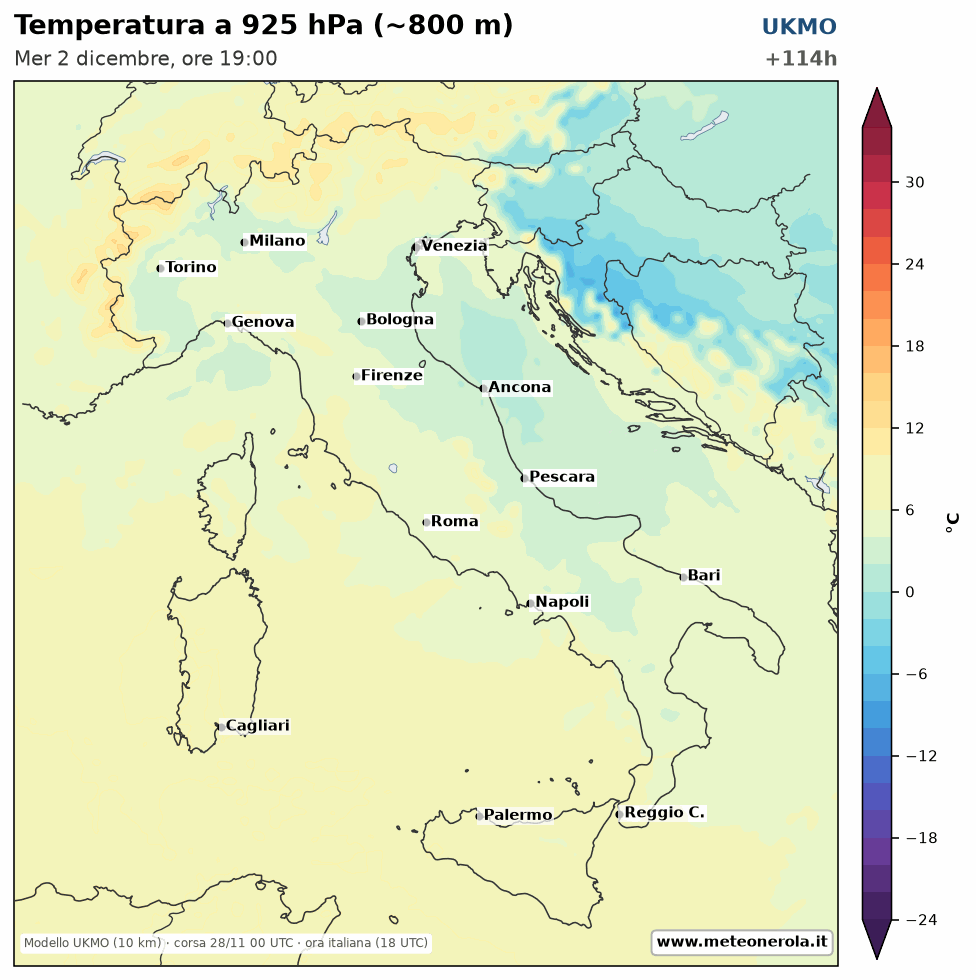 Temperatura a 925 hPa (~800 m)
UKMO
Mer 2 dicembre, ore 19:00
+114h
Milano
Venezia
Torino
Genova
Bologna
Firenze
Ancona
Pescara
Roma
Bari
Napoli
Cagliari
Palermo
Reggio C.
30
24
18
12
6
0
−6
−12
−18
−24
°C
Modello UKMO (10 km) · corsa 28/11 00 UTC · ora italiana (18 UTC)
www.meteonerola.it